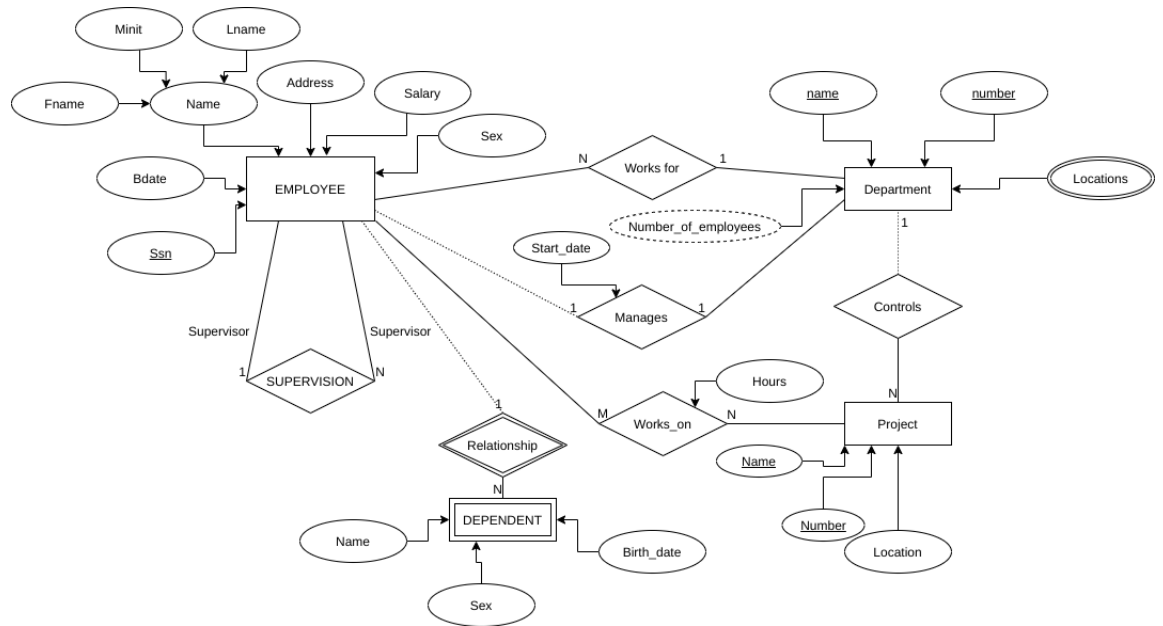 Minit
Lname
Fname
Name
Address
Salary
Sex
Bdate
EMPLOYEE
Ssn
name
number
N
Works for
1
Department
Locations
Number_of_employees
1
Start_date
1
Manages
1
Controls
Supervisor
Supervisor
1
SUPERVISION
N
Hours
N
1
M
Works_on
N
Project
Relationship
Name
N
Number
DEPENDENT
Name
Birth_date
Location
Sex